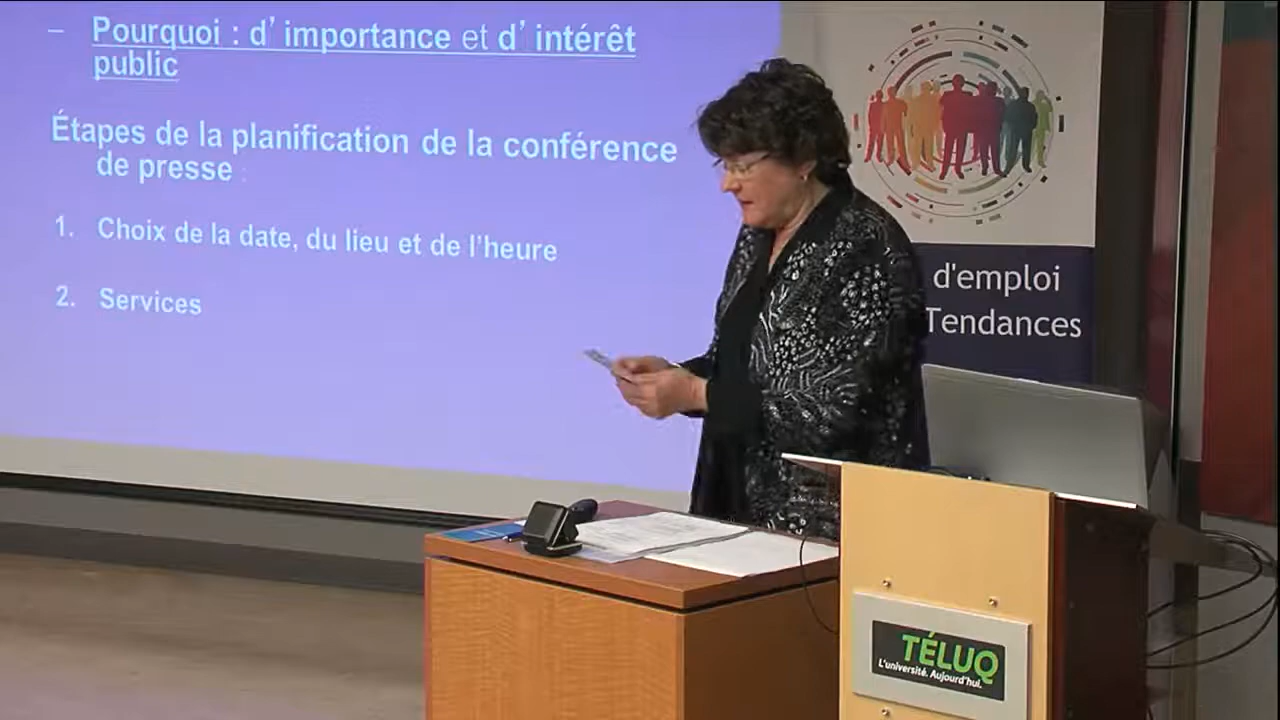 – Pourquoi : d’ importance et d’ intérêt
public
Étapes de la planification de la conférence
de presse :
1. Choix de la date, du lieu et de l’heure
2. Services
d'emploi
Tendances
TÉLUQ
L'université. Aujourd'hui.